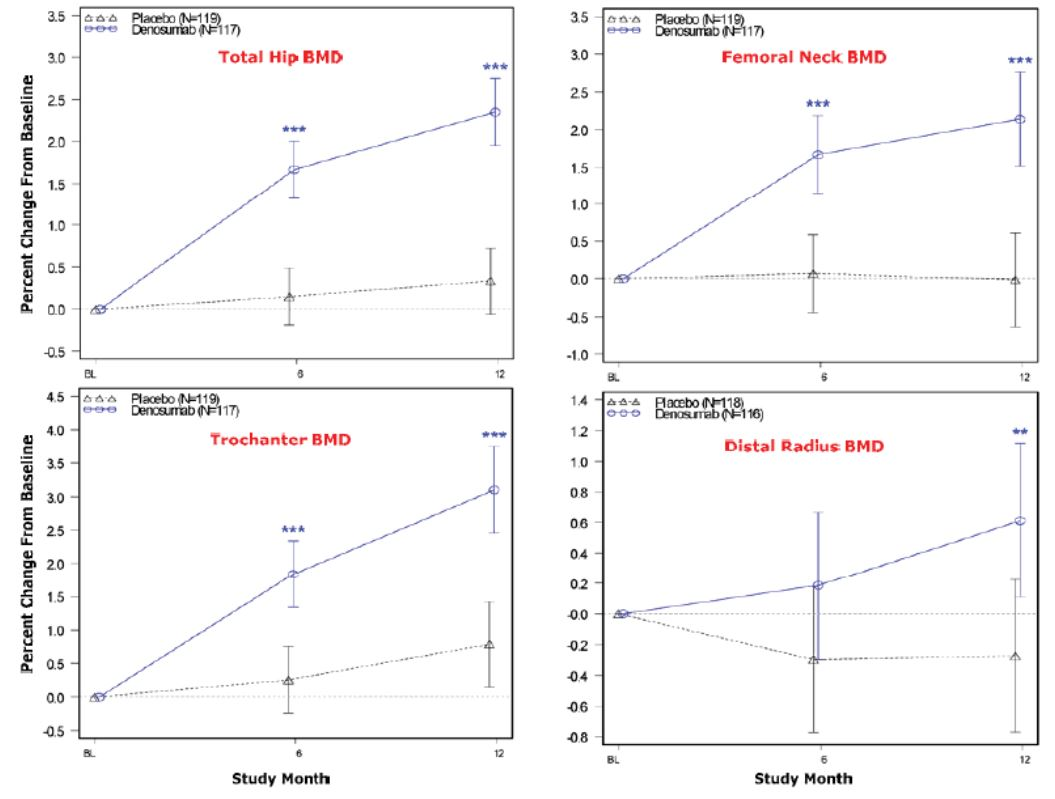 Placebo (N=119)
Denosumab (N=117)
Total Hip BMD
***
***
3.5
3.0
2.5
2.0
1.5
1.0
0.5
0.0
-0.5
Percent Change From Baseline
BL 6 12
Placebo (N=119)
Denosumab (N=117)
Femoral Neck BMD
***
***
3.5
3.0
2.5
2.0
1.5
1.0
0.5
0.0
-0.5
-1.0
BL 6 12
Placebo (N=119)
Denosumab (N=117)
Trochanter BMD
***
***
4.5
4.0
3.5
3.0
2.5
2.0
1.5
1.0
0.5
0.0
-0.5
Percent Change From Baseline
BL 6 12
Study Month
Placebo (N=118)
Denosumab (N=116)
Distal Radius BMD
**
1.4
1.2
1.0
0.8
0.6
0.4
0.2
-0.0
-0.2
-0.4
-0.6
-0.8
BL 6 12
Study Month